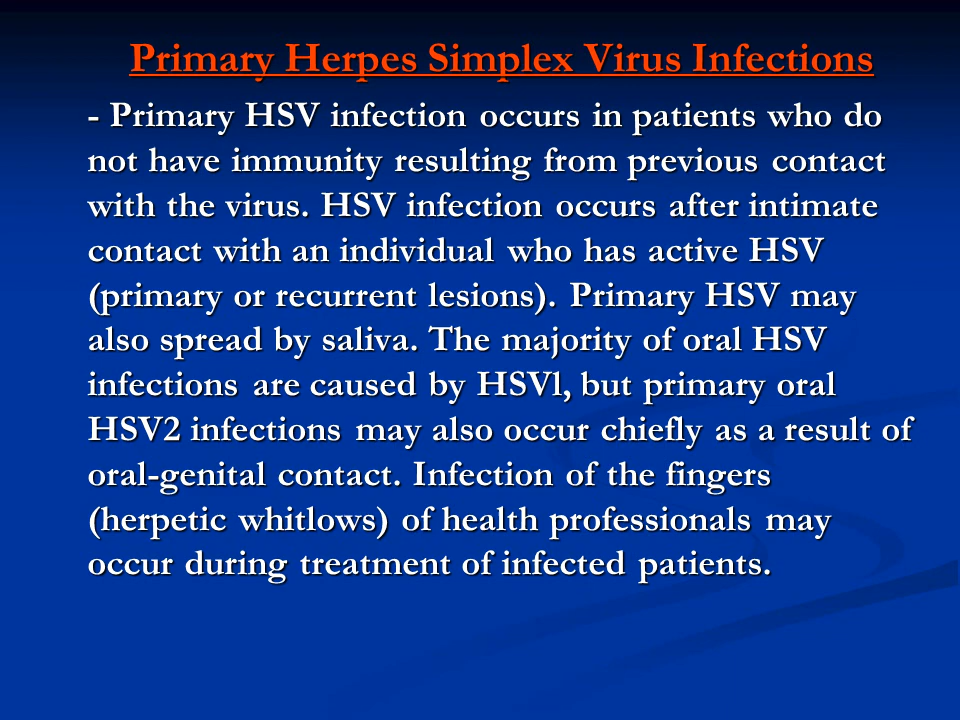 Primary Herpes Simplex Virus Infections
- Primary HSV infection occurs in patients who do
not have immunity resulting from previous contact
with the virus. HSV infection occurs after intimate
contact with an individual who has active HSV
(primary or recurrent lesions). Primary HSV may
also spread by saliva. The majority of oral HSV
infections are caused by HSVl, but primary oral
HSV2 infections may also occur chiefly as a result of
oral-genital contact. Infection of the fingers
(herpetic whitlows) of health professionals may
occur during treatment of infected patients.